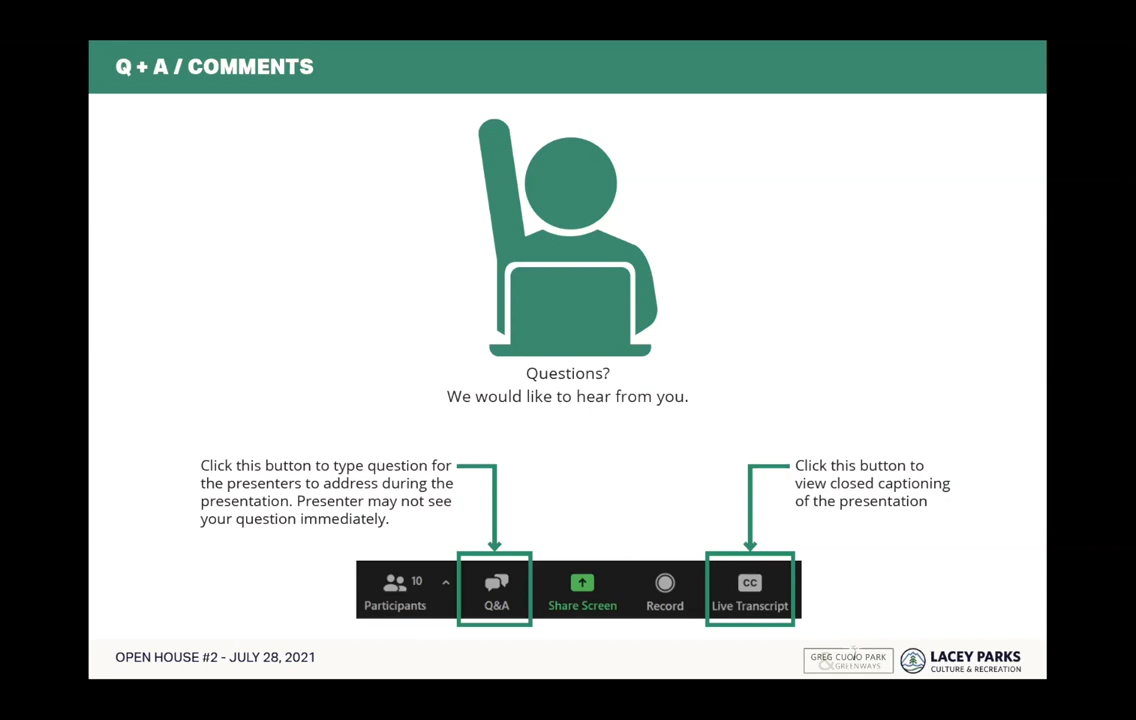 Q + A / COMMENTS
Questions?
We would like to hear from you.
Click this button to type question for
the presenters to address during the
presentation. Presenter may not see
your question immediately.
Click this button to
view closed captioning
of the presentation
10
Participants
Q&A
Share Screen
Record
CC
Live Transcript
OPEN HOUSE #2 - JULY 28, 2021
GREG CUOIO PARK
& GREENWAYS
LACEY PARKS
CULTURE & RECREATION